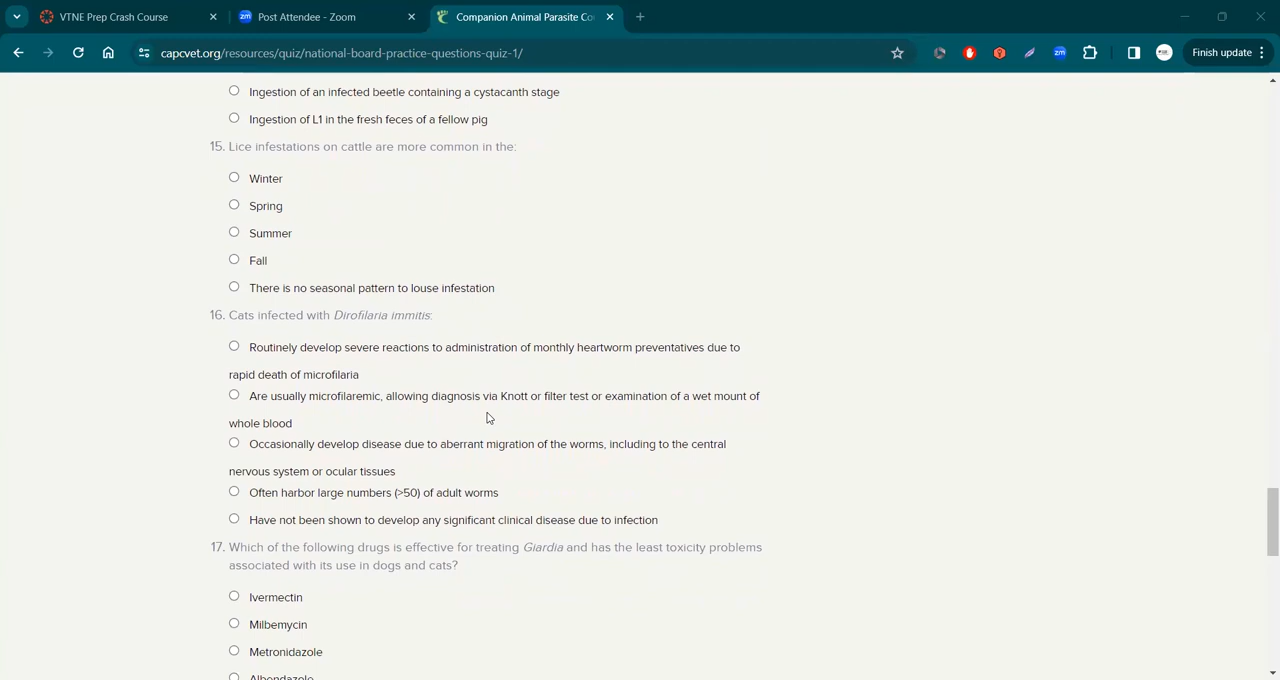 VTNE Prep Crash Course
Post Attendee - Zoom
Companion Animal Parasite Co
capcvet.org/resources/quiz/national-board-practice-questions-quiz-1/
zm
Finish update
Ingestion of an infected beetle containing a cystacanth stage
Ingestion of L1 in the fresh feces of a fellow pig
15. Lice infestations on cattle are more common in the:
Winter
Spring
Summer
Fall
There is no seasonal pattern to louse infestation
16. Cats infected with Dirofilaria immitis:
Routinely develop severe reactions to administration of monthly heartworm preventatives due to
rapid death of microfilaria
Are usually microfilaremic, allowing diagnosis via Knott or filter test or examination of a wet mount of
whole blood
Occasionally develop disease due to aberrant migration of the worms, including to the central
nervous system or ocular tissues
Often harbor large numbers (>50) of adult worms
Have not been shown to develop any significant clinical disease due to infection
17. Which of the following drugs is effective for treating Giardia and has the least toxicity problems
associated with its use in dogs and cats?
Ivermectin
Milbemycin
Metronidazole
Albendazole